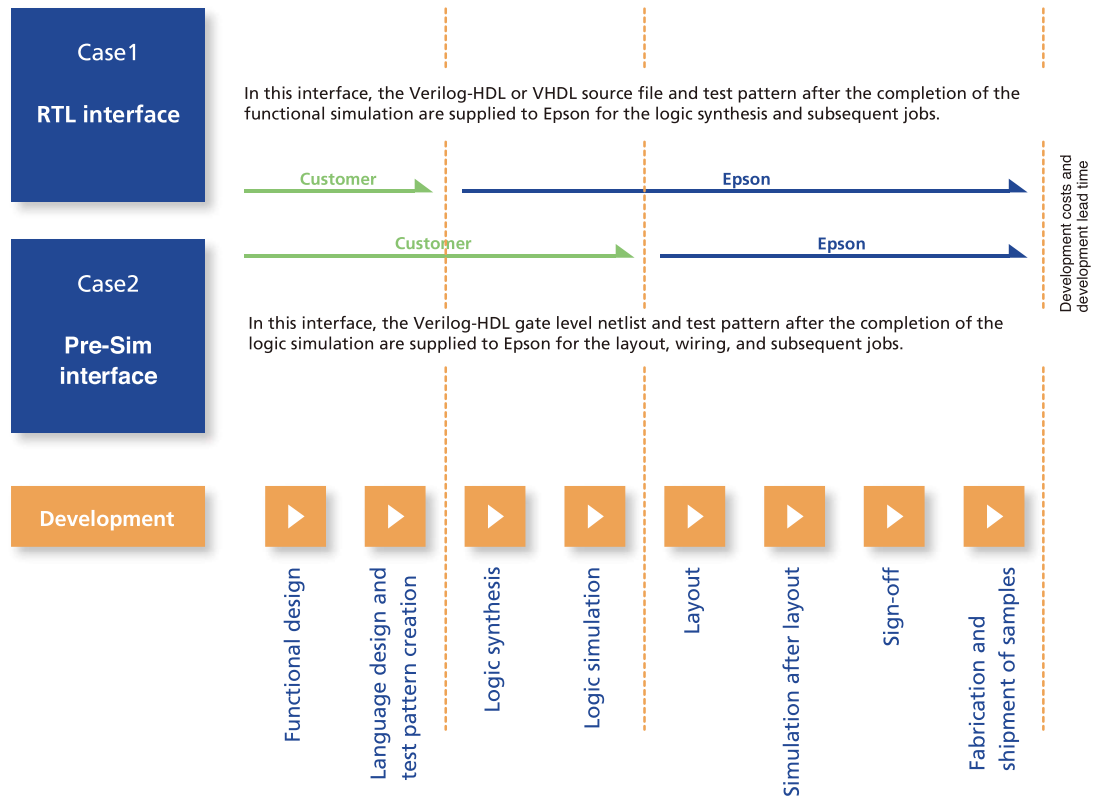 Case1
RTL interface
In this interface, the Verilog-HDL or VHDL source file and test pattern after the completion of the
functional simulation are supplied to Epson for the logic synthesis and subsequent jobs.
Customer
Epson
Customer
Epson
Development costs and
development lead time
Case2
Pre-Sim
interface
In this interface, the Verilog-HDL gate level netlist and test pattern after the completion of the
logic simulation are supplied to Epson for the layout, wiring, and subsequent jobs.
Development
Functional design
Language design and
test pattern creation
Logic synthesis
Logic simulation
Layout
Simulation after layout
Sign-off
Fabrication and
shipment of samples